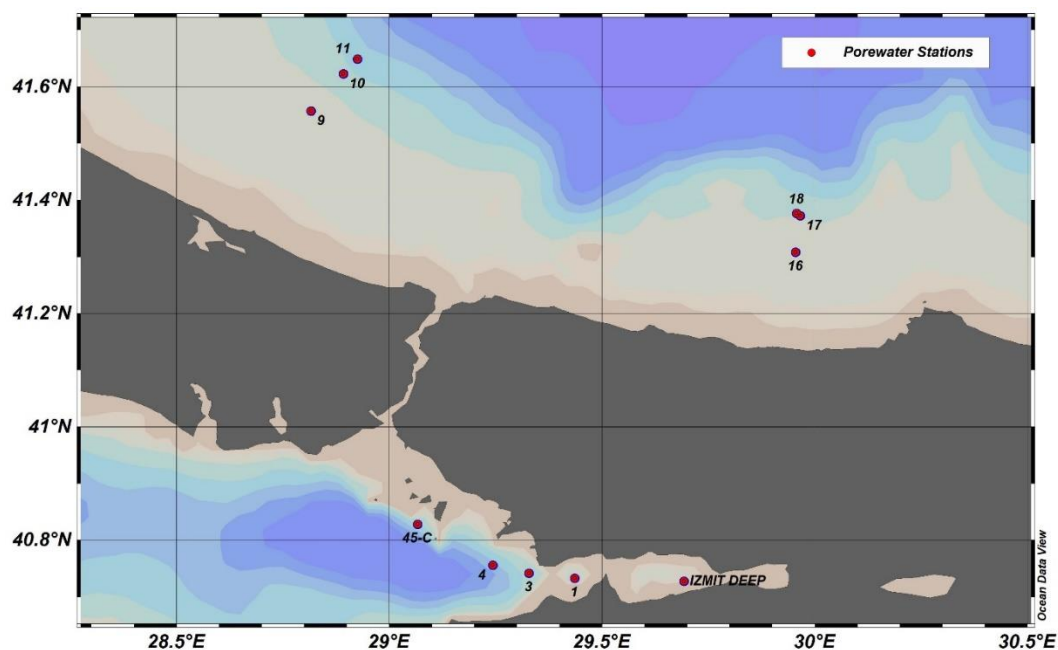 Porewater Stations
11
10
9
18
17
16
45-C
4
3
1
IZMIT DEEP
41.6°N
41.4°N
41.2°N
41°N
40.8°N
28.5°E
29°E
29.5°E
30°E
30.5°E
Ocean Data View